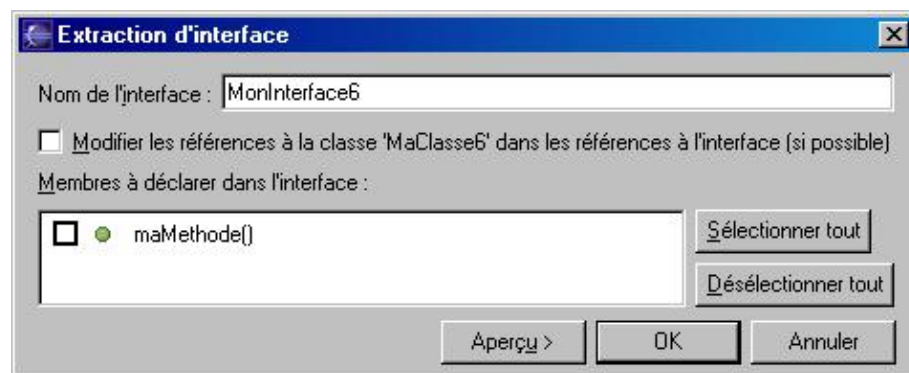 Extraction d'interface
Nom de l'interface : MonInterface6
Modifier les références à la classe 'MaClasse6' dans les références à l'interface (si possible)
Membres à déclarer dans l'interface :
maMethode()
Sélectionner tout
Désélectionner tout
Aperçu > OK Annuler